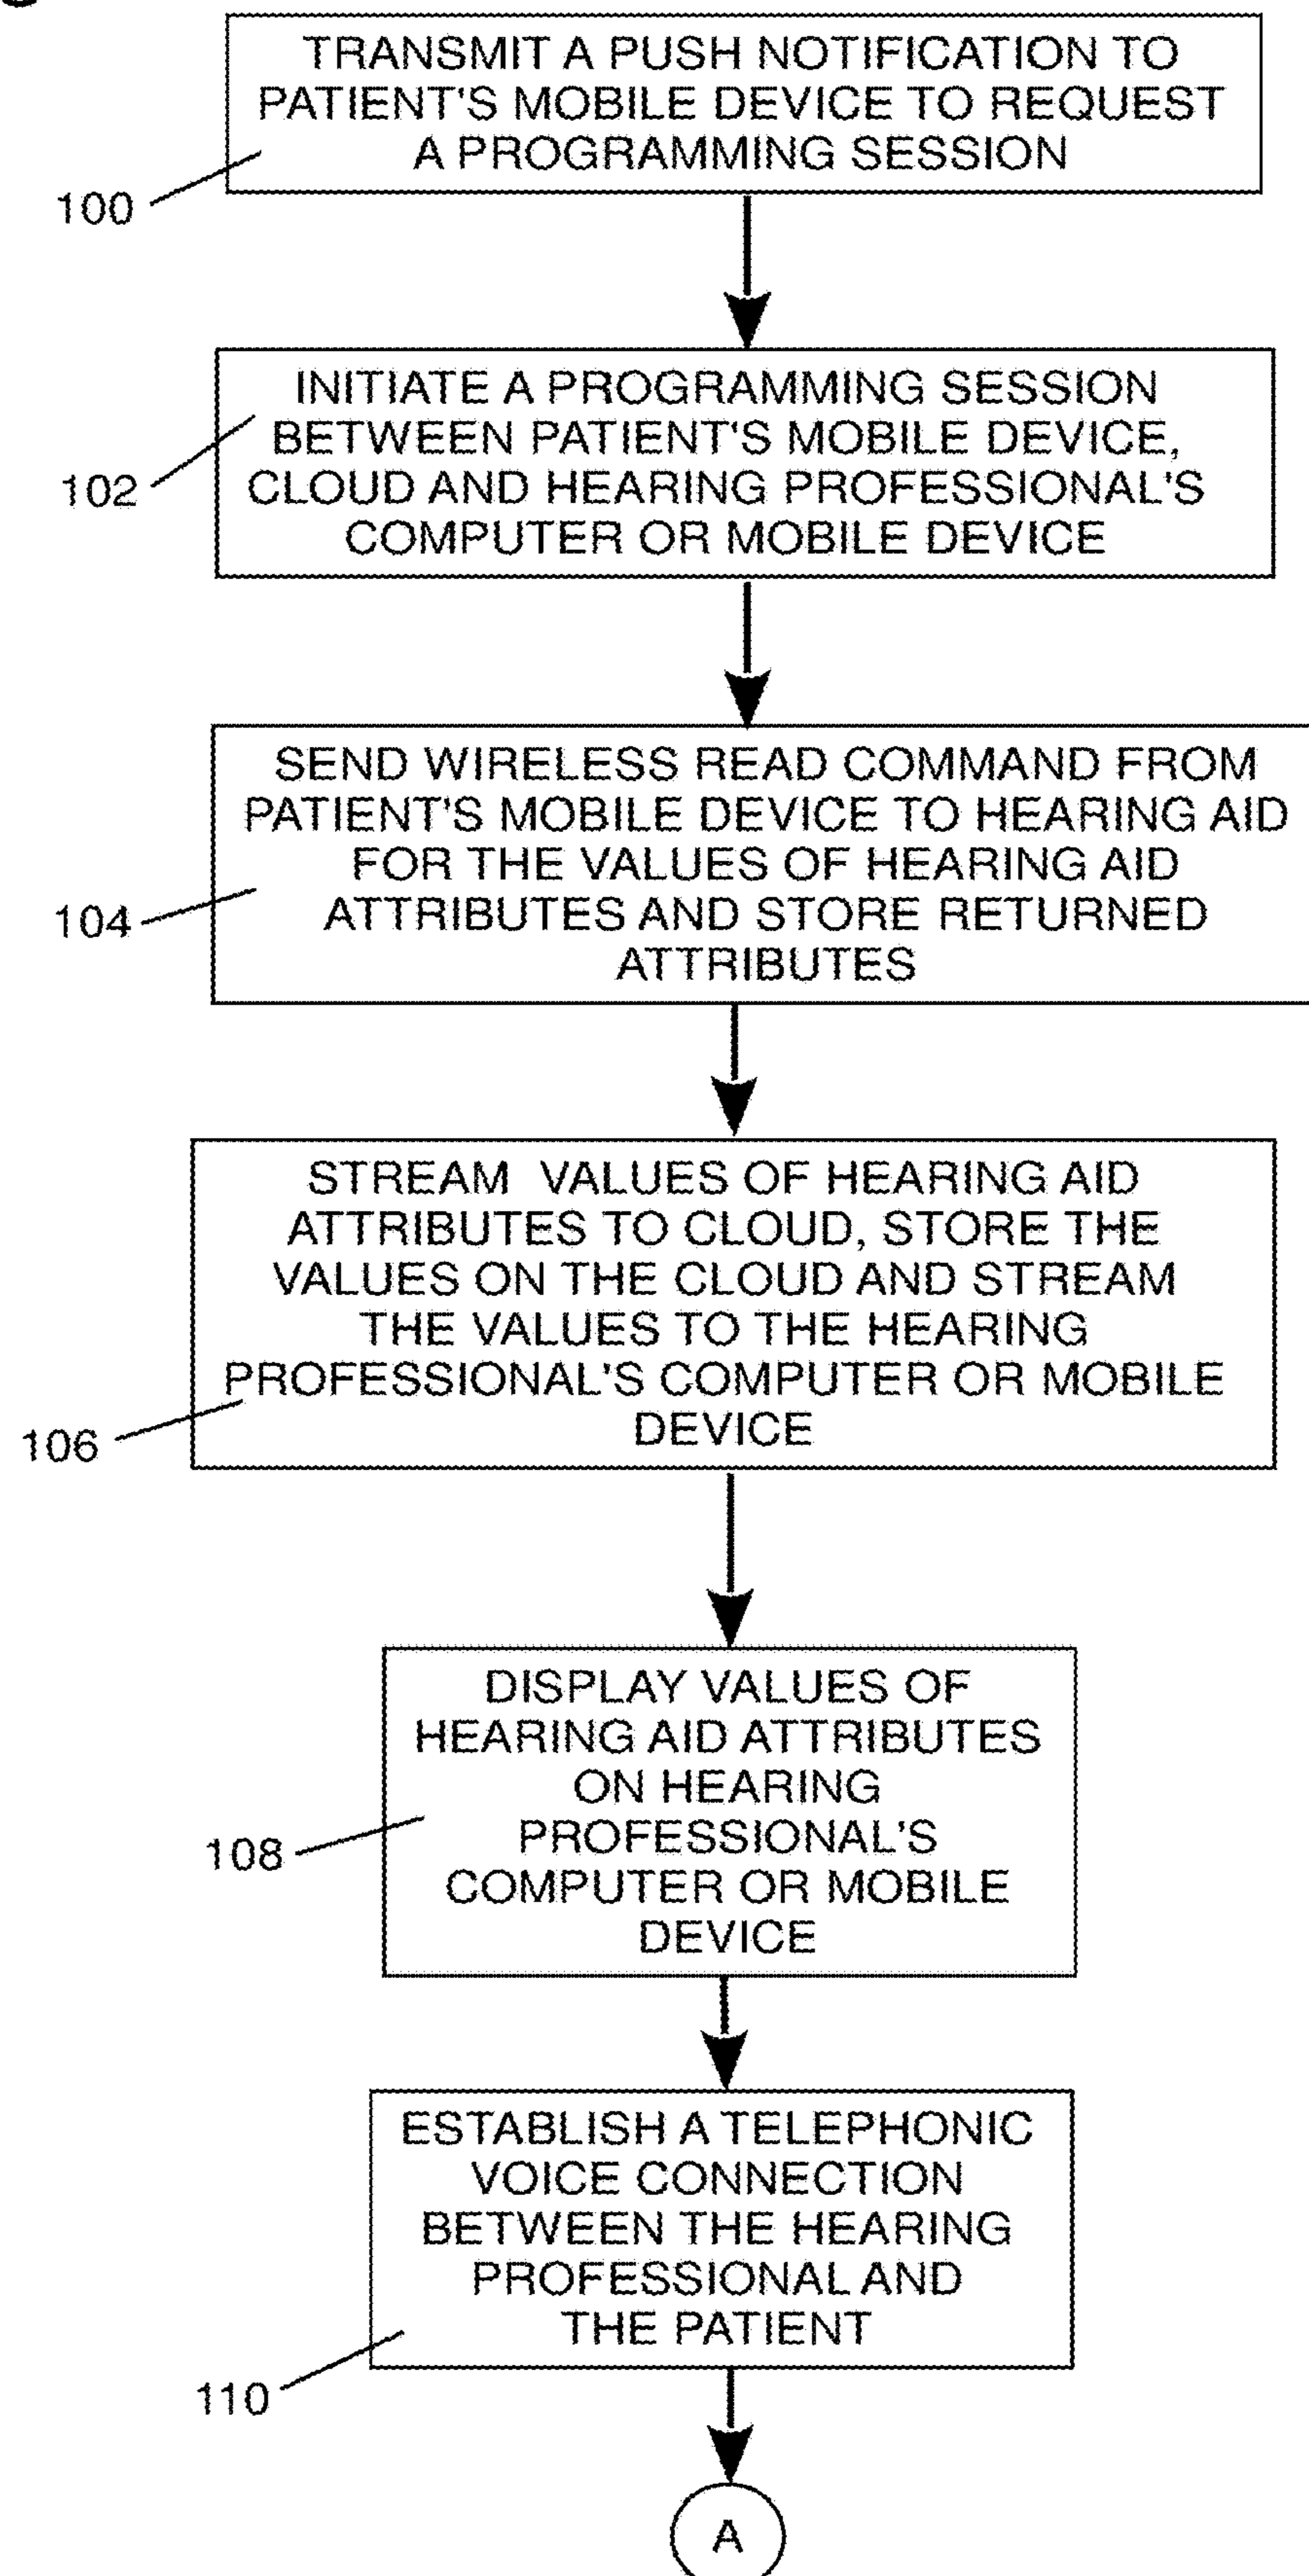 TRANSMIT A PUSH NOTIFICATION TO
PATIENT'S MOBILE DEVICE TO REQUEST
A PROGRAMMING SESSION
100
INITIATE A PROGRAMMING SESSION
BETWEEN PATIENT'S MOBILE DEVICE,
CLOUD AND HEARING PROFESSIONAL'S
COMPUTER OR MOBILE DEVICE
102
SEND WIRELESS READ COMMAND FROM
PATIENT'S MOBILE DEVICE TO HEARING AID
FOR THE VALUES OF HEARING AID
ATTRIBUTES AND STORE RETURNED
ATTRIBUTES
104
STREAM VALUES OF HEARING AID
ATTRIBUTES TO CLOUD, STORE THE
VALUES ON THE CLOUD AND STREAM
THE VALUES TO THE HEARING
PROFESSIONAL'S COMPUTER OR MOBILE
DEVICE
106
DISPLAY VALUES OF
HEARING AID ATTRIBUTES
ON HEARING
PROFESSIONAL'S
COMPUTER OR MOBILE
DEVICE
108
ESTABLISH A TELEPHONIC
VOICE CONNECTION
BETWEEN THE HEARING
PROFESSIONAL AND
THE PATIENT
110
A